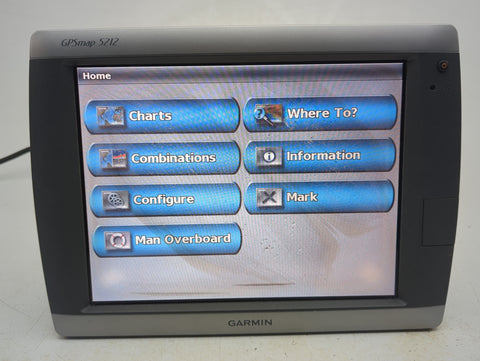 GPSmap 5212
Home
Charts
Where To?
Combinations
Information
Configure
Mark
Man Overboard
GARMIN